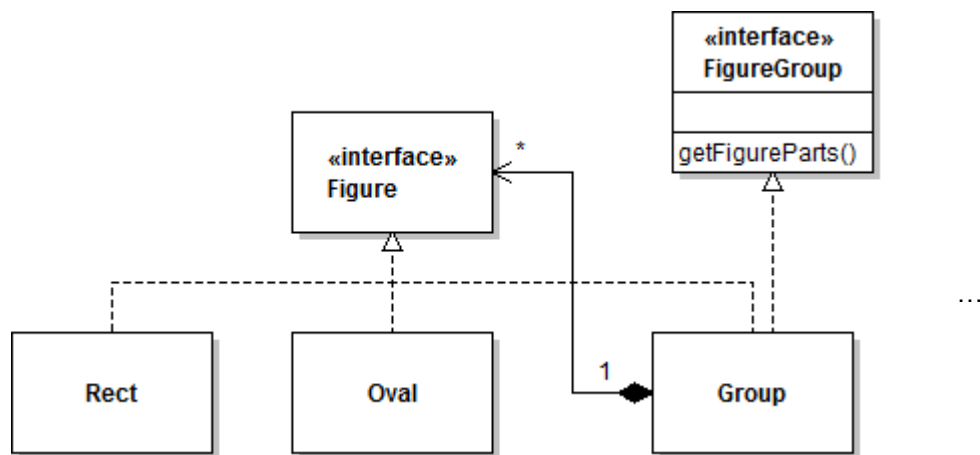 «interface»
FigureGroup
getFigureParts()
«interface»
Figure
*
...
1
Rect
Oval
Group